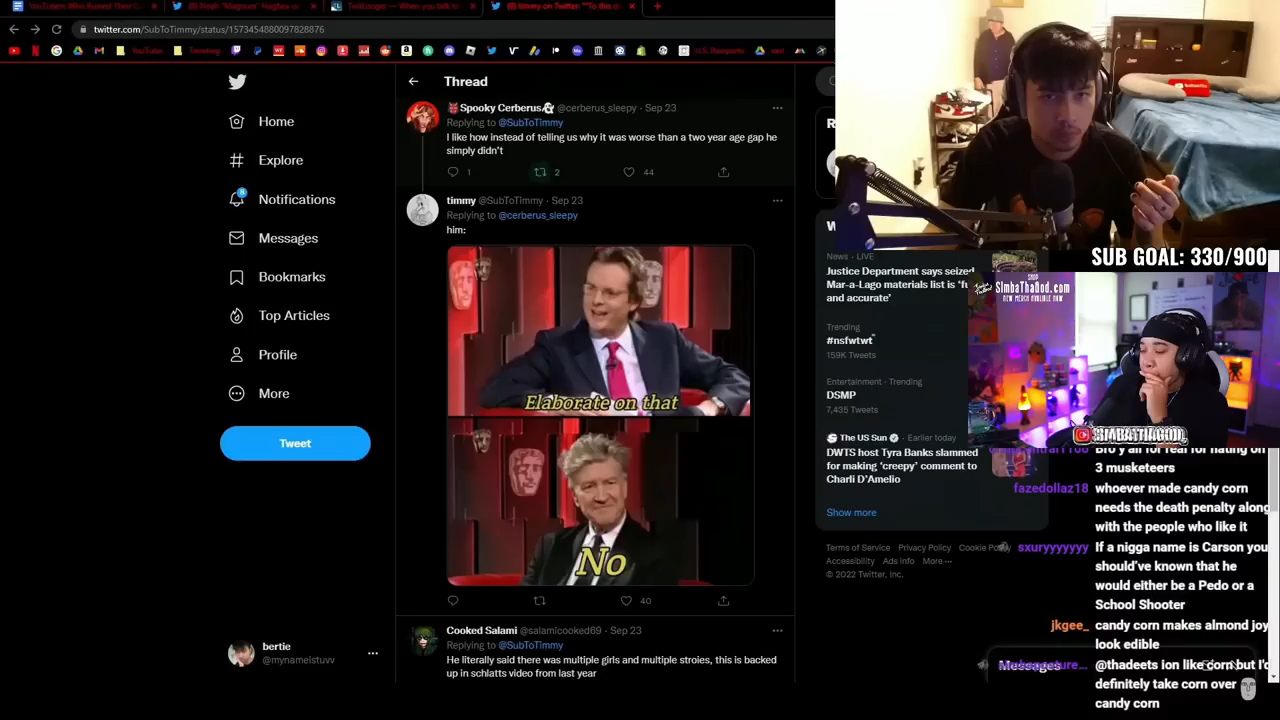 twitter.com/SubToTimmy/status/1573454880097828876
YouTube
Trending
Thread
Home
Explore
Notifications
8
Messages
Bookmarks
Top Articles
Profile
More
Tweet
bertie
@mynameistuvv
Spooky Cerberus @cerberus_sleepy · Sep 23
Replying to @SubToTimmy
I like how instead of telling us why it was worse than a two year age gap he
simply didn't
1
2
44
timmy @SubToTimmy · Sep 23
Replying to @cerberus_sleepy
him:
Elaborate on that
No
40
Cooked Salami @salamicooked69 · Sep 23
Replying to @SubToTimmy
He literally said there was multiple girls and multiple stroies, this is backed
up in schlatts video from last year
News · LIVE
Justice Department says seized
Mar-a-Lago materials list is
and accurate'
Trending
#nsfwtwt
159K Tweets
Entertainment · Trending
DSMP
7,435 Tweets
The US Sun · Earlier today
DWTS host Tyra Banks slammed
for making 'creepy' comment to
Charli D'Amelio
Show more
Terms of Service Privacy Policy Cookie
Accessibility Ads info More
© 2022 Twitter, Inc.
Messages
SUB GOAL: 330/900
SHOP
SImbaThaGod.com
NEW MERCH AVAILABLE NOW
SIMBATHAGOD
Bro y'all for real for hating on
3 musketeers
fazedollaz18 whoever made candy corn
needs the death penalty along
with the people who like it
sxuryyyyyyy If a nigga name is Carson you
should've known that he
would either be a Pedo or a
School Shooter
jkgee_ candy corn makes almond joy
look edible
@thadeets ion like corn but I'd
definitely take corn over
candy corn